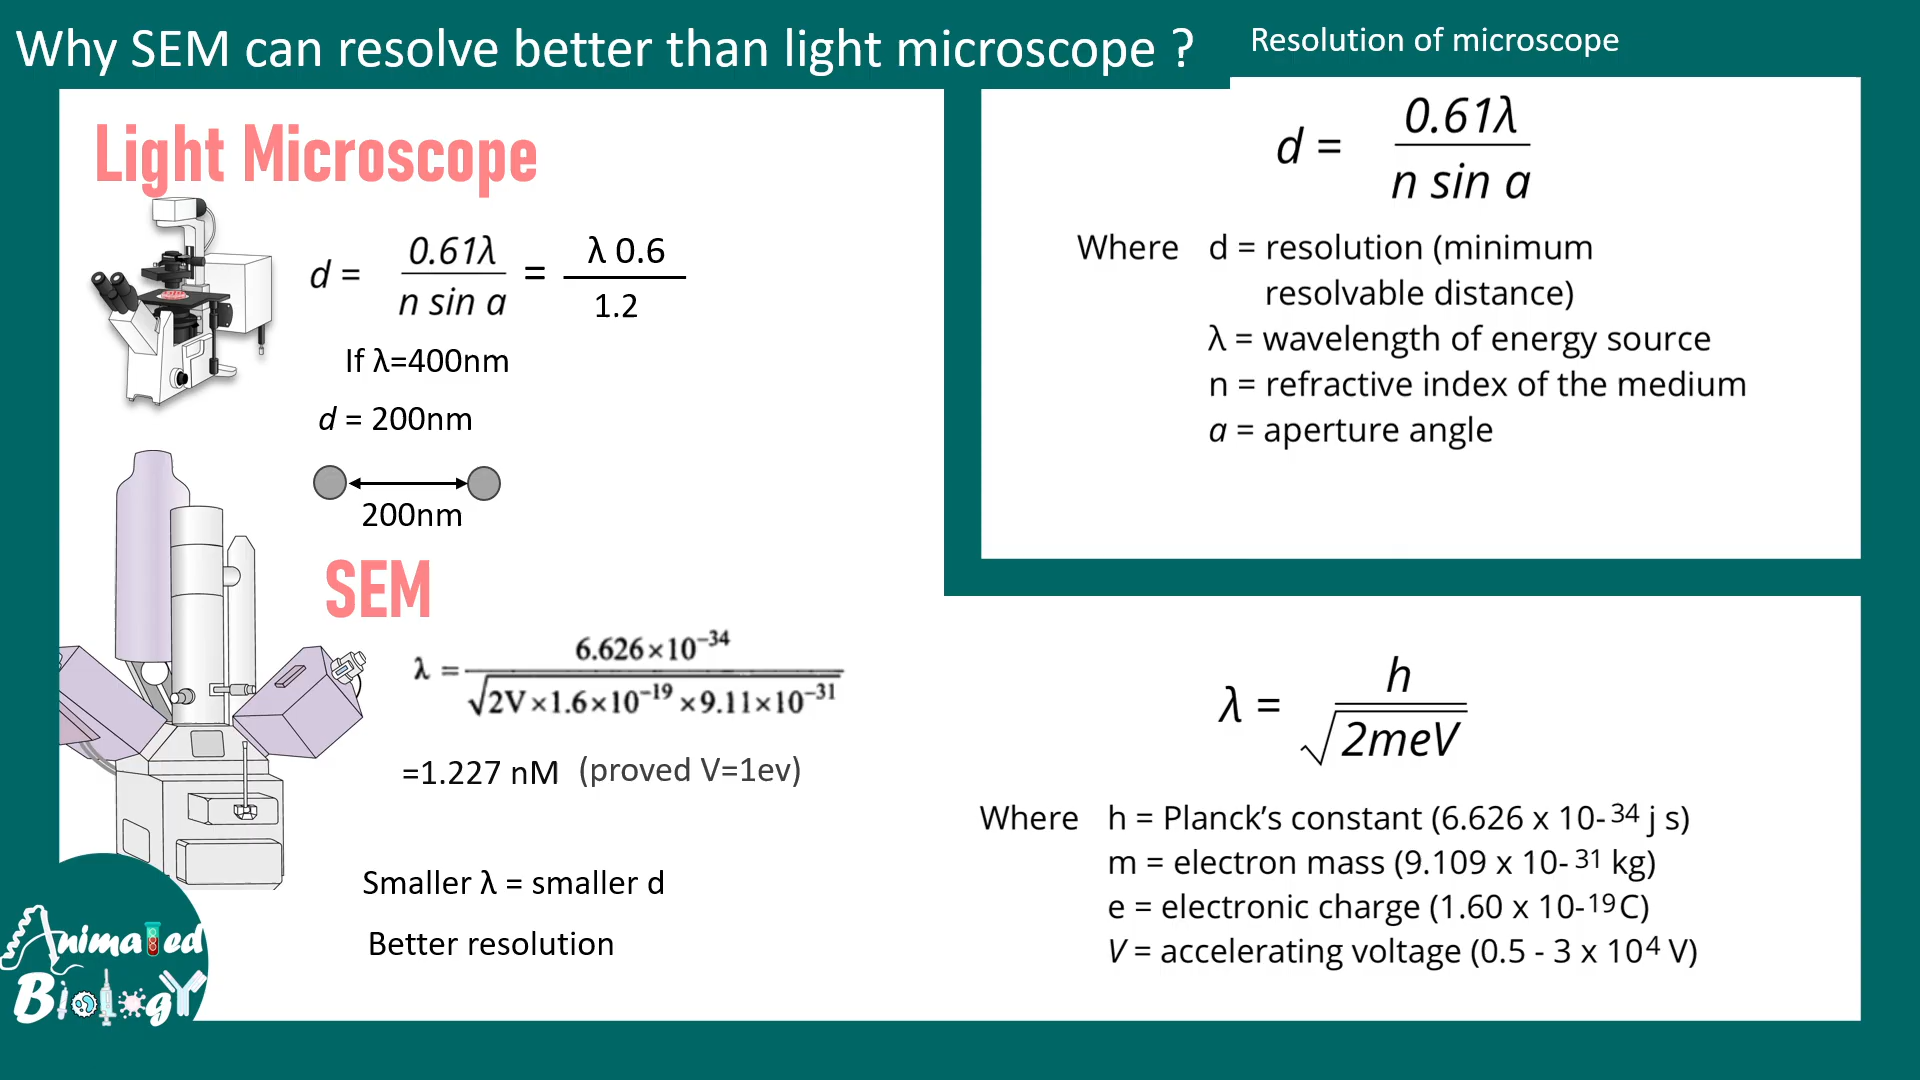 Why SEM can resolve better than light microscope ?
Resolution of microscope
Light Microscope
d = 0.61λ / n sin a = λ 0.6 / 1.2
If λ=400nm
d = 200nm
200nm
SEM
λ = 6.626×10⁻³⁴ / √2V×1.6×10⁻¹⁹×9.11×10⁻³¹
=1.227 nM (proved V=1ev)
Smaller λ = smaller d
Better resolution
Animated
Biology
d = 0.61λ / n sin a
Where d = resolution (minimum
resolvable distance)
λ = wavelength of energy source
n = refractive index of the medium
a = aperture angle
λ = h / √2meV
Where h = Planck’s constant (6.626 x 10-³⁴ j s)
m = electron mass (9.109 x 10-³¹ kg)
e = electronic charge (1.60 x 10-¹⁹C)
V = accelerating voltage (0.5 - 3 x 10⁴ V)